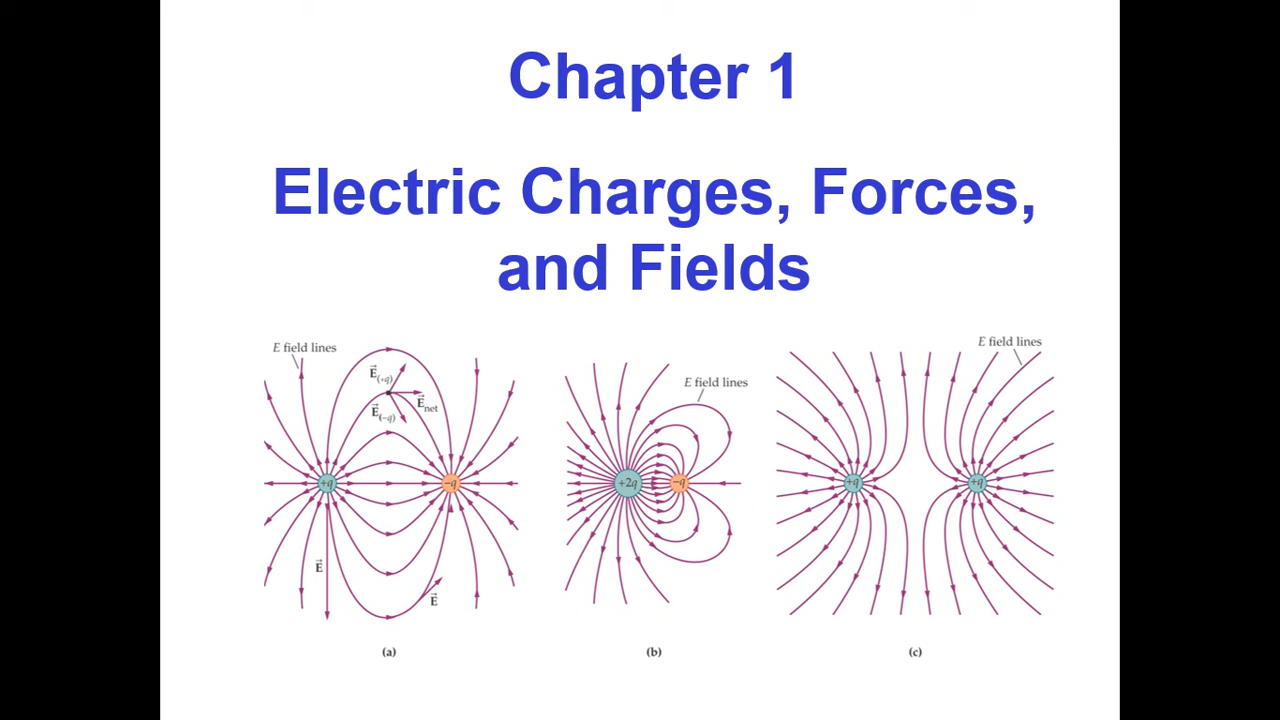 Chapter 1
Electric Charges, Forces,
and Fields
E field lines
E⃗(+q)
E⃗net
E⃗(−q)
+q
−q
E⃗
E⃗
(a)
E field lines
+2q
−q
(b)
E field lines
+q
+q
(c)